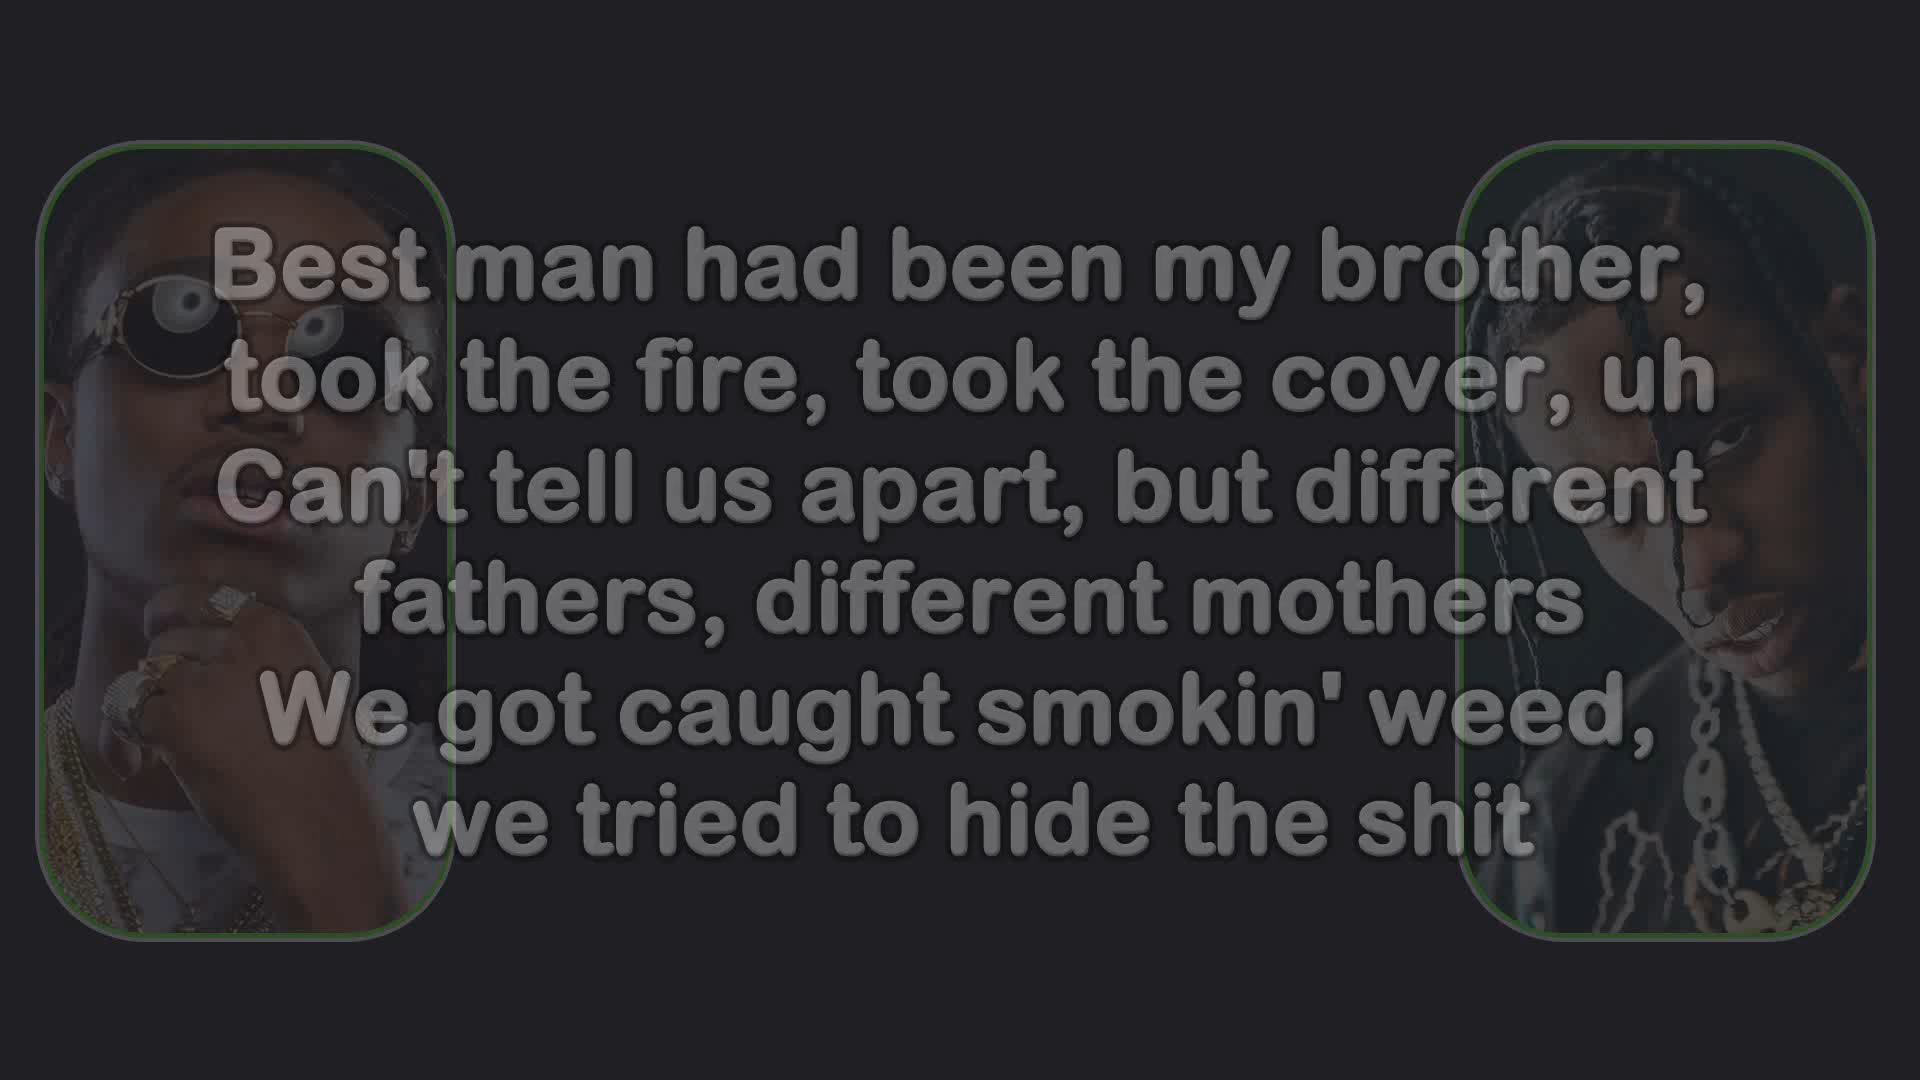 Best man had been my brother,
took the fire, took the cover, uh
Can't tell us apart, but different
fathers, different mothers
We got caught smokin' weed,
we tried to hide the shit